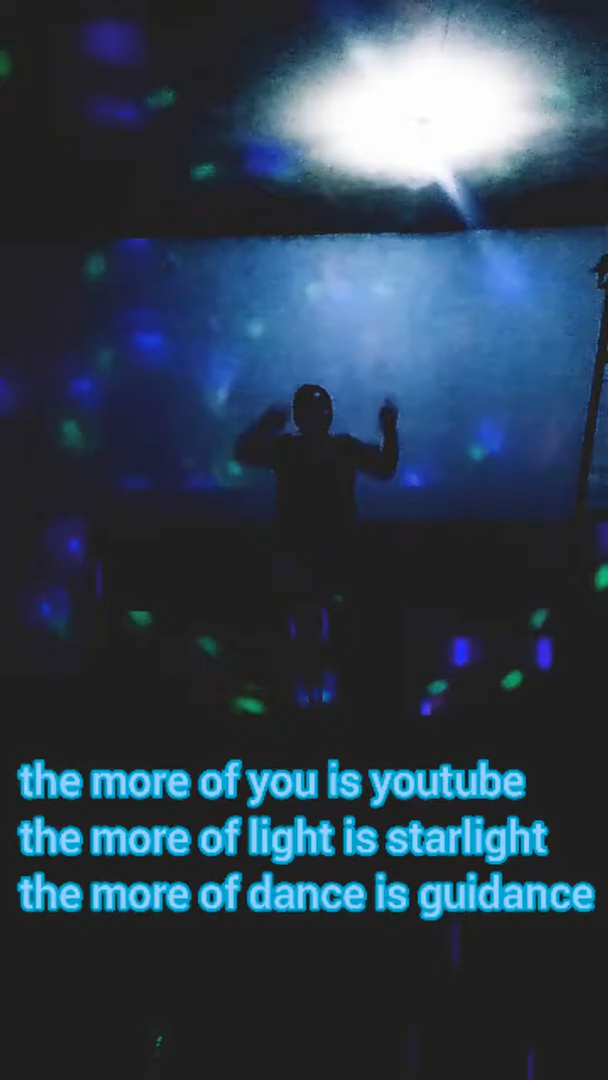 the more of you is youtube
the more of light is starlight
the more of dance is guidance